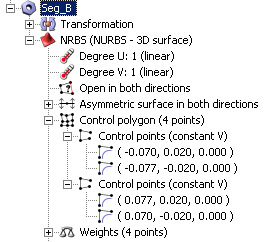 Seg_B
Transformation
NRBS (NURBS - 3D surface)
Degree U: 1 (linear)
Degree V: 1 (linear)
Open in both directions
Asymmetric surface in both directions
Control polygon (4 points)
Control points (constant V)
( -0.070, 0.020, 0.000 )
( -0.077, -0.020, 0.000 )
Control points (constant V)
( 0.077, 0.020, 0.000 )
( 0.070, -0.020, 0.000 )
Weights (4 points)